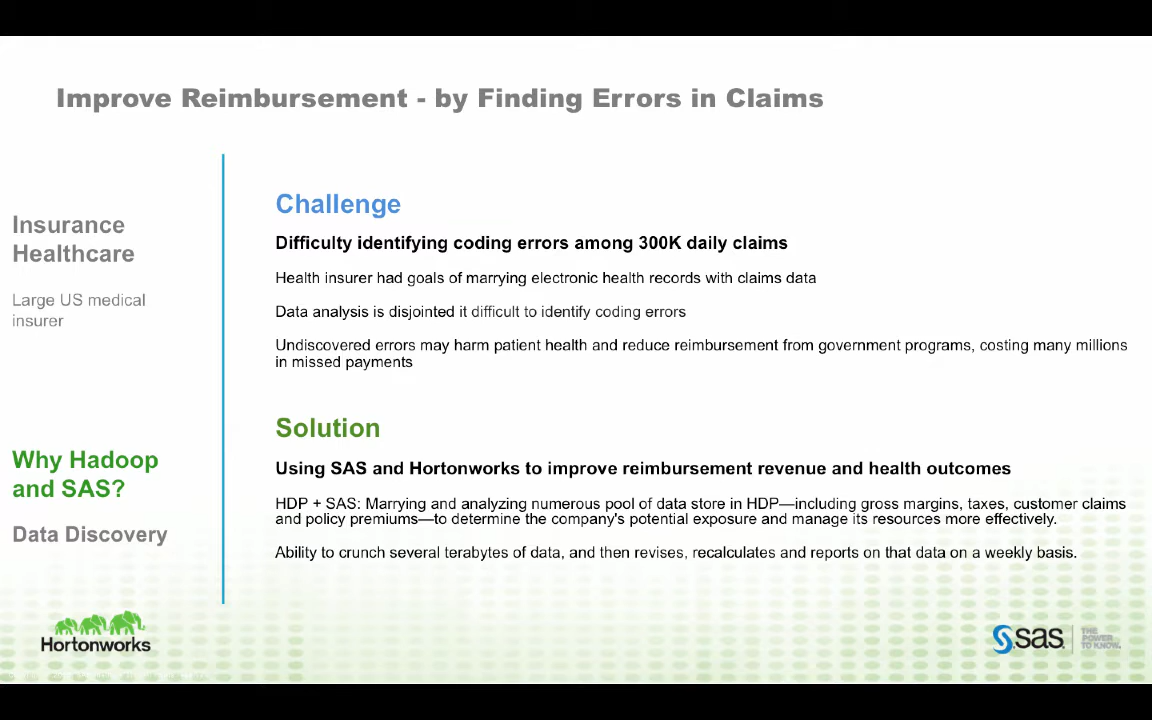 Improve Reimbursement - by Finding Errors in Claims
Insurance
Healthcare
Large US medical
insurer
Why Hadoop
and SAS?
Data Discovery
Challenge
Difficulty identifying coding errors among 300K daily claims
Health insurer had goals of marrying electronic health records with claims data
Data analysis is disjointed it difficult to identify coding errors
Undiscovered errors may harm patient health and reduce reimbursement from government programs, costing many millions
in missed payments
Solution
Using SAS and Hortonworks to improve reimbursement revenue and health outcomes
HDP + SAS: Marrying and analyzing numerous pool of data store in HDP—including gross margins, taxes, customer claims
and policy premiums—to determine the company's potential exposure and manage its resources more effectively.
Ability to crunch several terabytes of data, and then revises, recalculates and reports on that data on a weekly basis.
Hortonworks
sas
THE
POWER
TO KNOW.